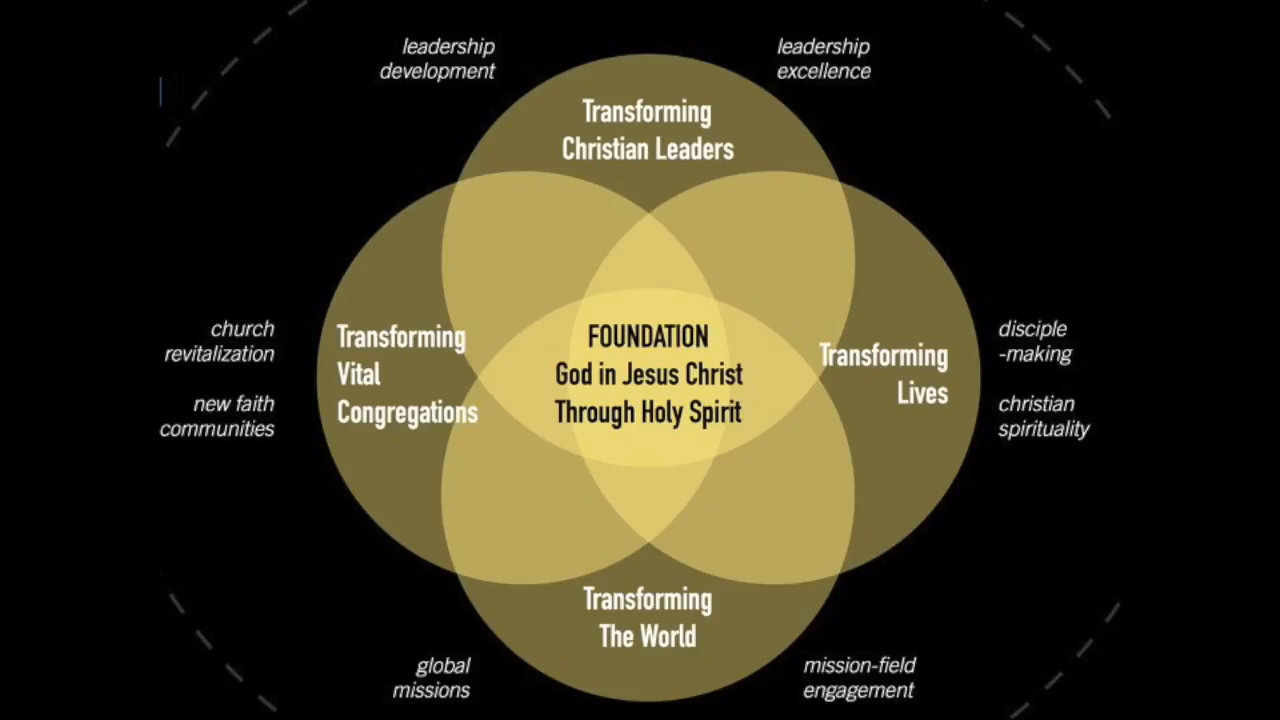 leadership
development
leadership
excellence
Transforming
Christian Leaders
church
revitalization
new faith
communities
Transforming
Vital
Congregations
FOUNDATION
God in Jesus Christ
Through Holy Spirit
Transforming
Lives
disciple
-making
christian
spirituality
Transforming
The World
global
missions
mission-field
engagement